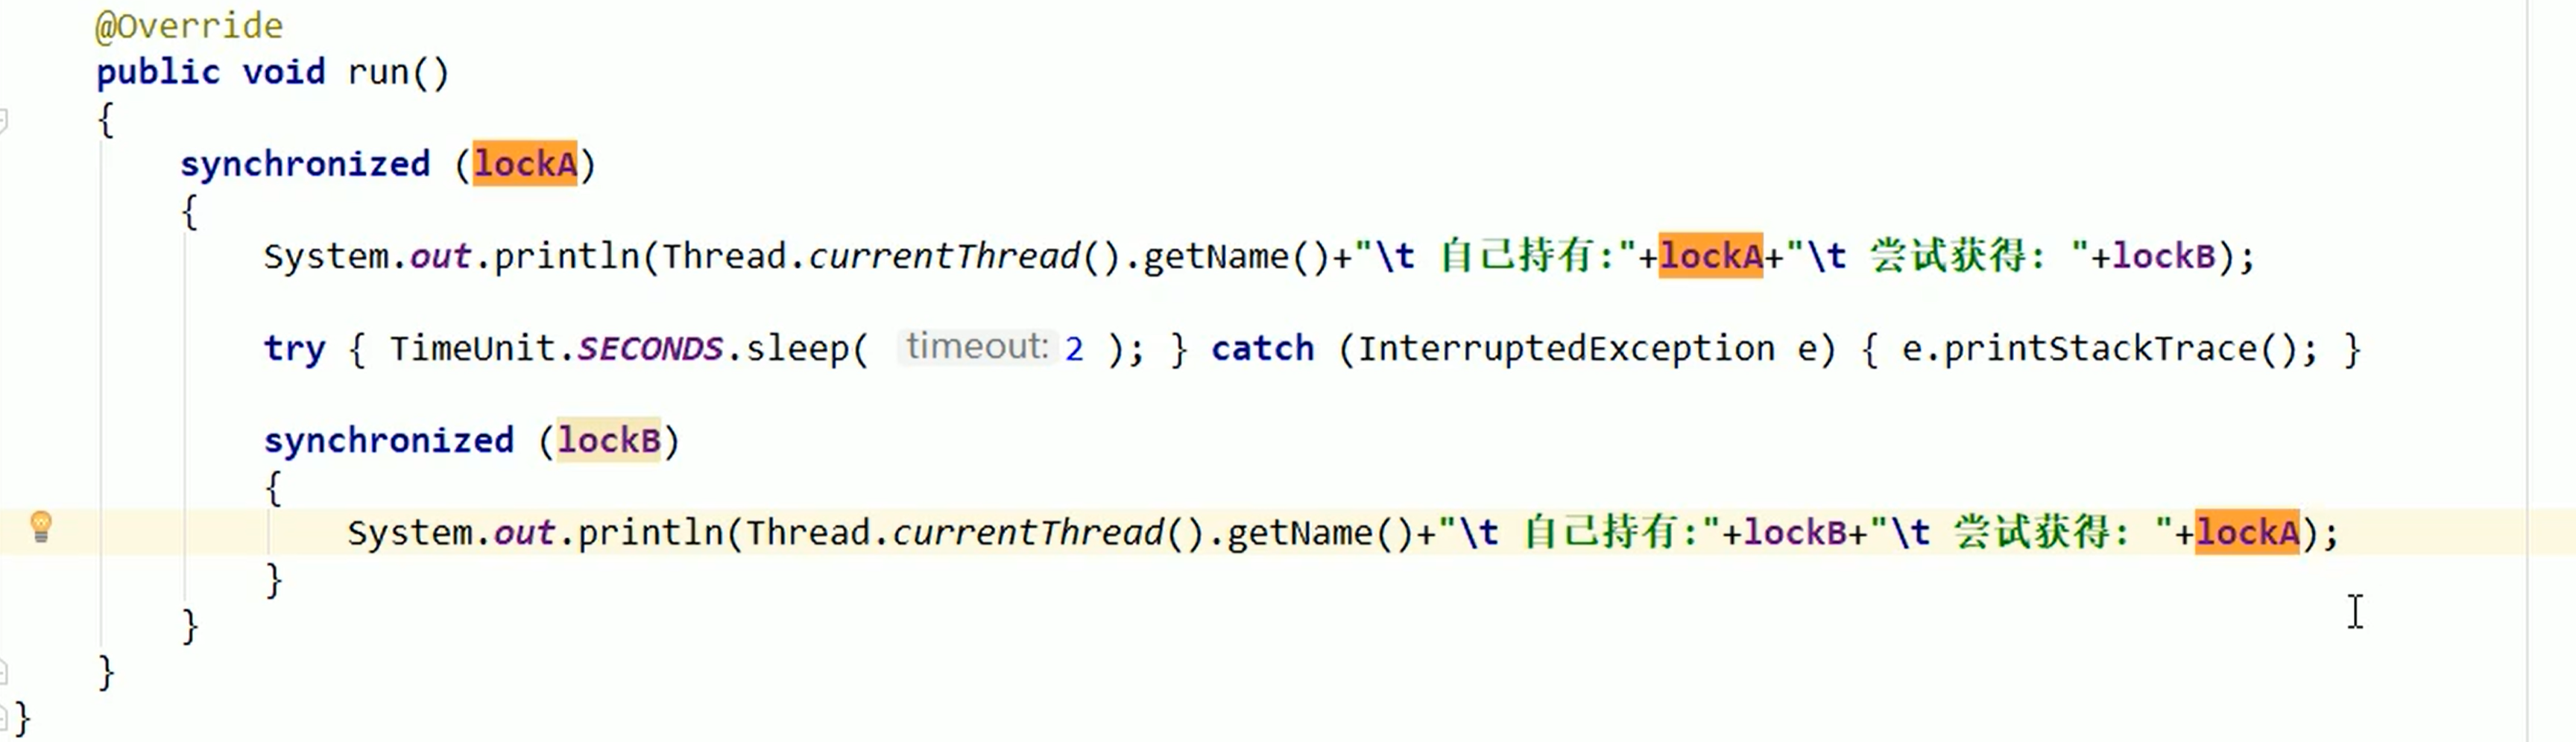 @Override
public void run()
{
synchronized (lockA)
{
System.out.println(Thread.currentThread().getName()+"\t 自己持有:"+lockA+"\t 尝试获得: "+lockB);
try { TimeUnit.SECONDS.sleep( timeout: 2 ); } catch (InterruptedException e) { e.printStackTrace(); }
synchronized (lockB)
{
System.out.println(Thread.currentThread().getName()+"\t 自己持有:"+lockB+"\t 尝试获得: "+lockA);
}
}
}
}